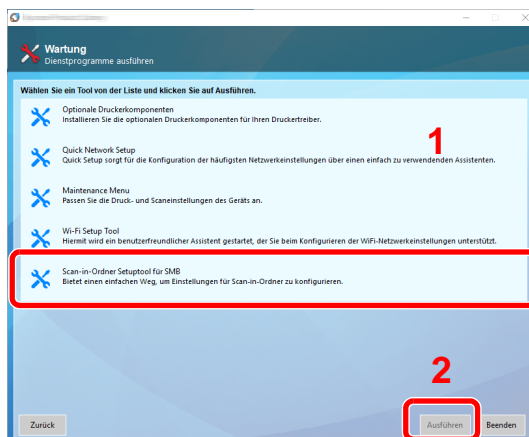 Wartung
Dienstprogramme ausführen
Wählen Sie ein Tool von der Liste und klicken Sie auf Ausführen.
Optionale Druckerkomponenten
Installieren Sie die optionalen Druckerkomponenten für Ihren Druckertreiber.
1
Quick Network Setup
Quick Setup sorgt für die Konfiguration der häufigsten Netzwerkeinstellungen über einen einfach zu verwendenden Assistenten.
Maintenance Menu
Passen Sie die Druck- und Scaneinstellungen des Geräts an.
Wi-Fi Setup Tool
Hiermit wird ein benutzerfreundlicher Assistent gestartet, der Sie beim Konfigurieren der WiFi-Netzwerkeinstellungen unterstützt.
Scan-in-Ordner Setuptool für SMB
Bietet einen einfachen Weg, um Einstellungen für Scan-in-Ordner zu konfigurieren.
2
Zurück
Ausführen
Beenden